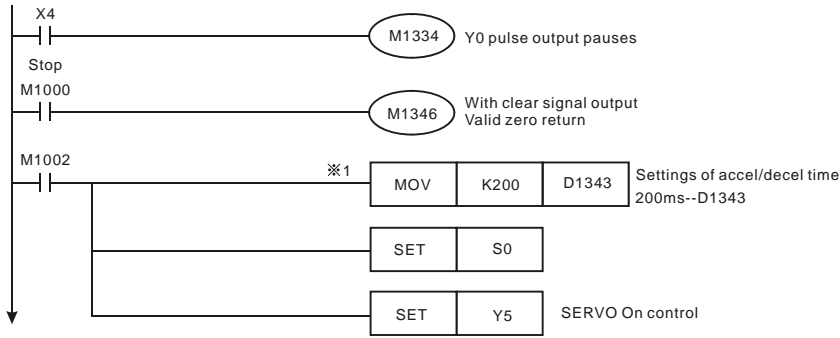 X4
M1334
Y0 pulse output pauses
Stop
M1000
M1346
With clear signal output
Valid zero return
M1002
※1
MOV K200 D1343
Settings of accel/decel time
200ms--D1343
SET S0
SET Y5
SERVO On control